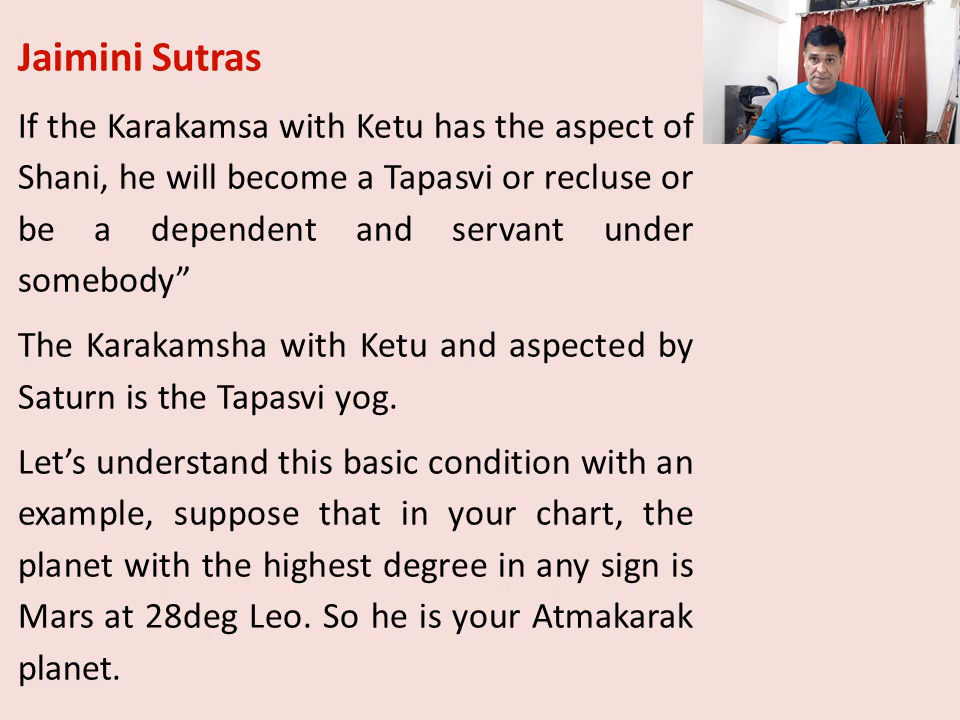 Jaimini Sutras
If the Karakamsa with Ketu has the aspect of
Shani, he will become a Tapasvi or recluse or
be a dependent and servant under
somebody”
The Karakamsha with Ketu and aspected by
Saturn is the Tapasvi yog.
Let’s understand this basic condition with an
example, suppose that in your chart, the
planet with the highest degree in any sign is
Mars at 28deg Leo. So he is your Atmakarak
planet.